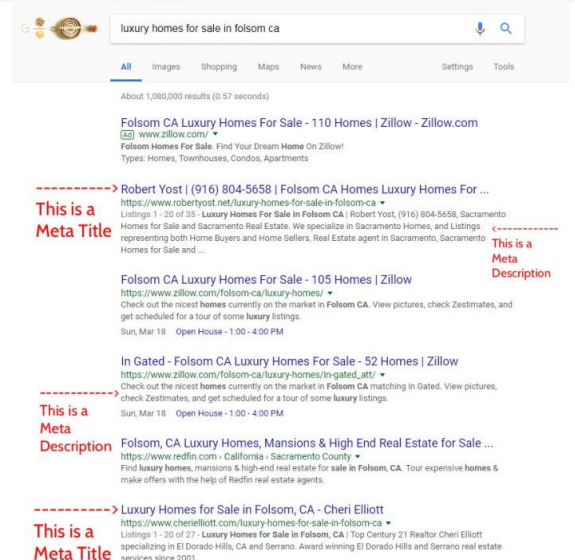 luxury homes for sale in folsom ca
All Images Shopping Maps News More Settings Tools
About 1,080,000 results (0.57 seconds)
Folsom CA Luxury Homes For Sale - 110 Homes | Zillow - Zillow.com
Ad www.zillow.com/
Folsom Homes For Sale. Find Your Dream Home On Zillow!
Types: Homes, Townhouses, Condos, Apartments
Robert Yost | (916) 804-5658 | Folsom CA Homes Luxury Homes For ...
https://www.robertyost.net/luxury-homes-for-sale-in-folsom-ca
Listings 1 - 20 of 35 - Luxury Homes For Sale In Folsom CA | Robert Yost, (916) 804-5658, Sacramento
Homes for Sale and Sacramento Real Estate. We specialize in Sacramento Homes, and Listings
representing both Home Buyers and Home Sellers, Real Estate agent in Sacramento, Sacramento
Homes for Sale and ...
This is a
Meta Title
This is a
Meta
Description
Folsom CA Luxury Homes For Sale - 105 Homes | Zillow
https://www.zillow.com/folsom-ca/luxury-homes/
Check out the nicest homes currently on the market in Folsom CA. View pictures, check Zestimates, and
get scheduled for a tour of some luxury listings.
Sun, Mar 18 Open House - 1:00 - 4:00 PM
In Gated - Folsom CA Luxury Homes For Sale - 52 Homes | Zillow
https://www.zillow.com/folsom-ca/luxury-homes/in-gated_att/
Check out the nicest homes currently on the market in Folsom CA matching In Gated. View pictures,
check Zestimates, and get scheduled for a tour of some luxury listings.
Sun, Mar 18 Open House - 1:00 - 4:00 PM
This is a
Meta
Description
Folsom, CA Luxury Homes, Mansions & High End Real Estate for Sale ...
https://www.redfin.com › California › Sacramento County
Find luxury homes, mansions & high-end real estate for sale in Folsom, CA. Tour expensive homes &
make offers with the help of Redfin real estate agents.
Luxury Homes for Sale in Folsom, CA - Cheri Elliott
https://www.cherielliott.com/luxury-homes-for-sale-in-folsom-ca
Listings 1 - 20 of 27 - Luxury Homes for Sale in Folsom, CA | Top Century 21 Realtor Cheri Elliott
specializing in El Dorado Hills, CA and Serrano. Award winning El Dorado Hills and Serrano real estate
services since 2001
This is a
Meta Title